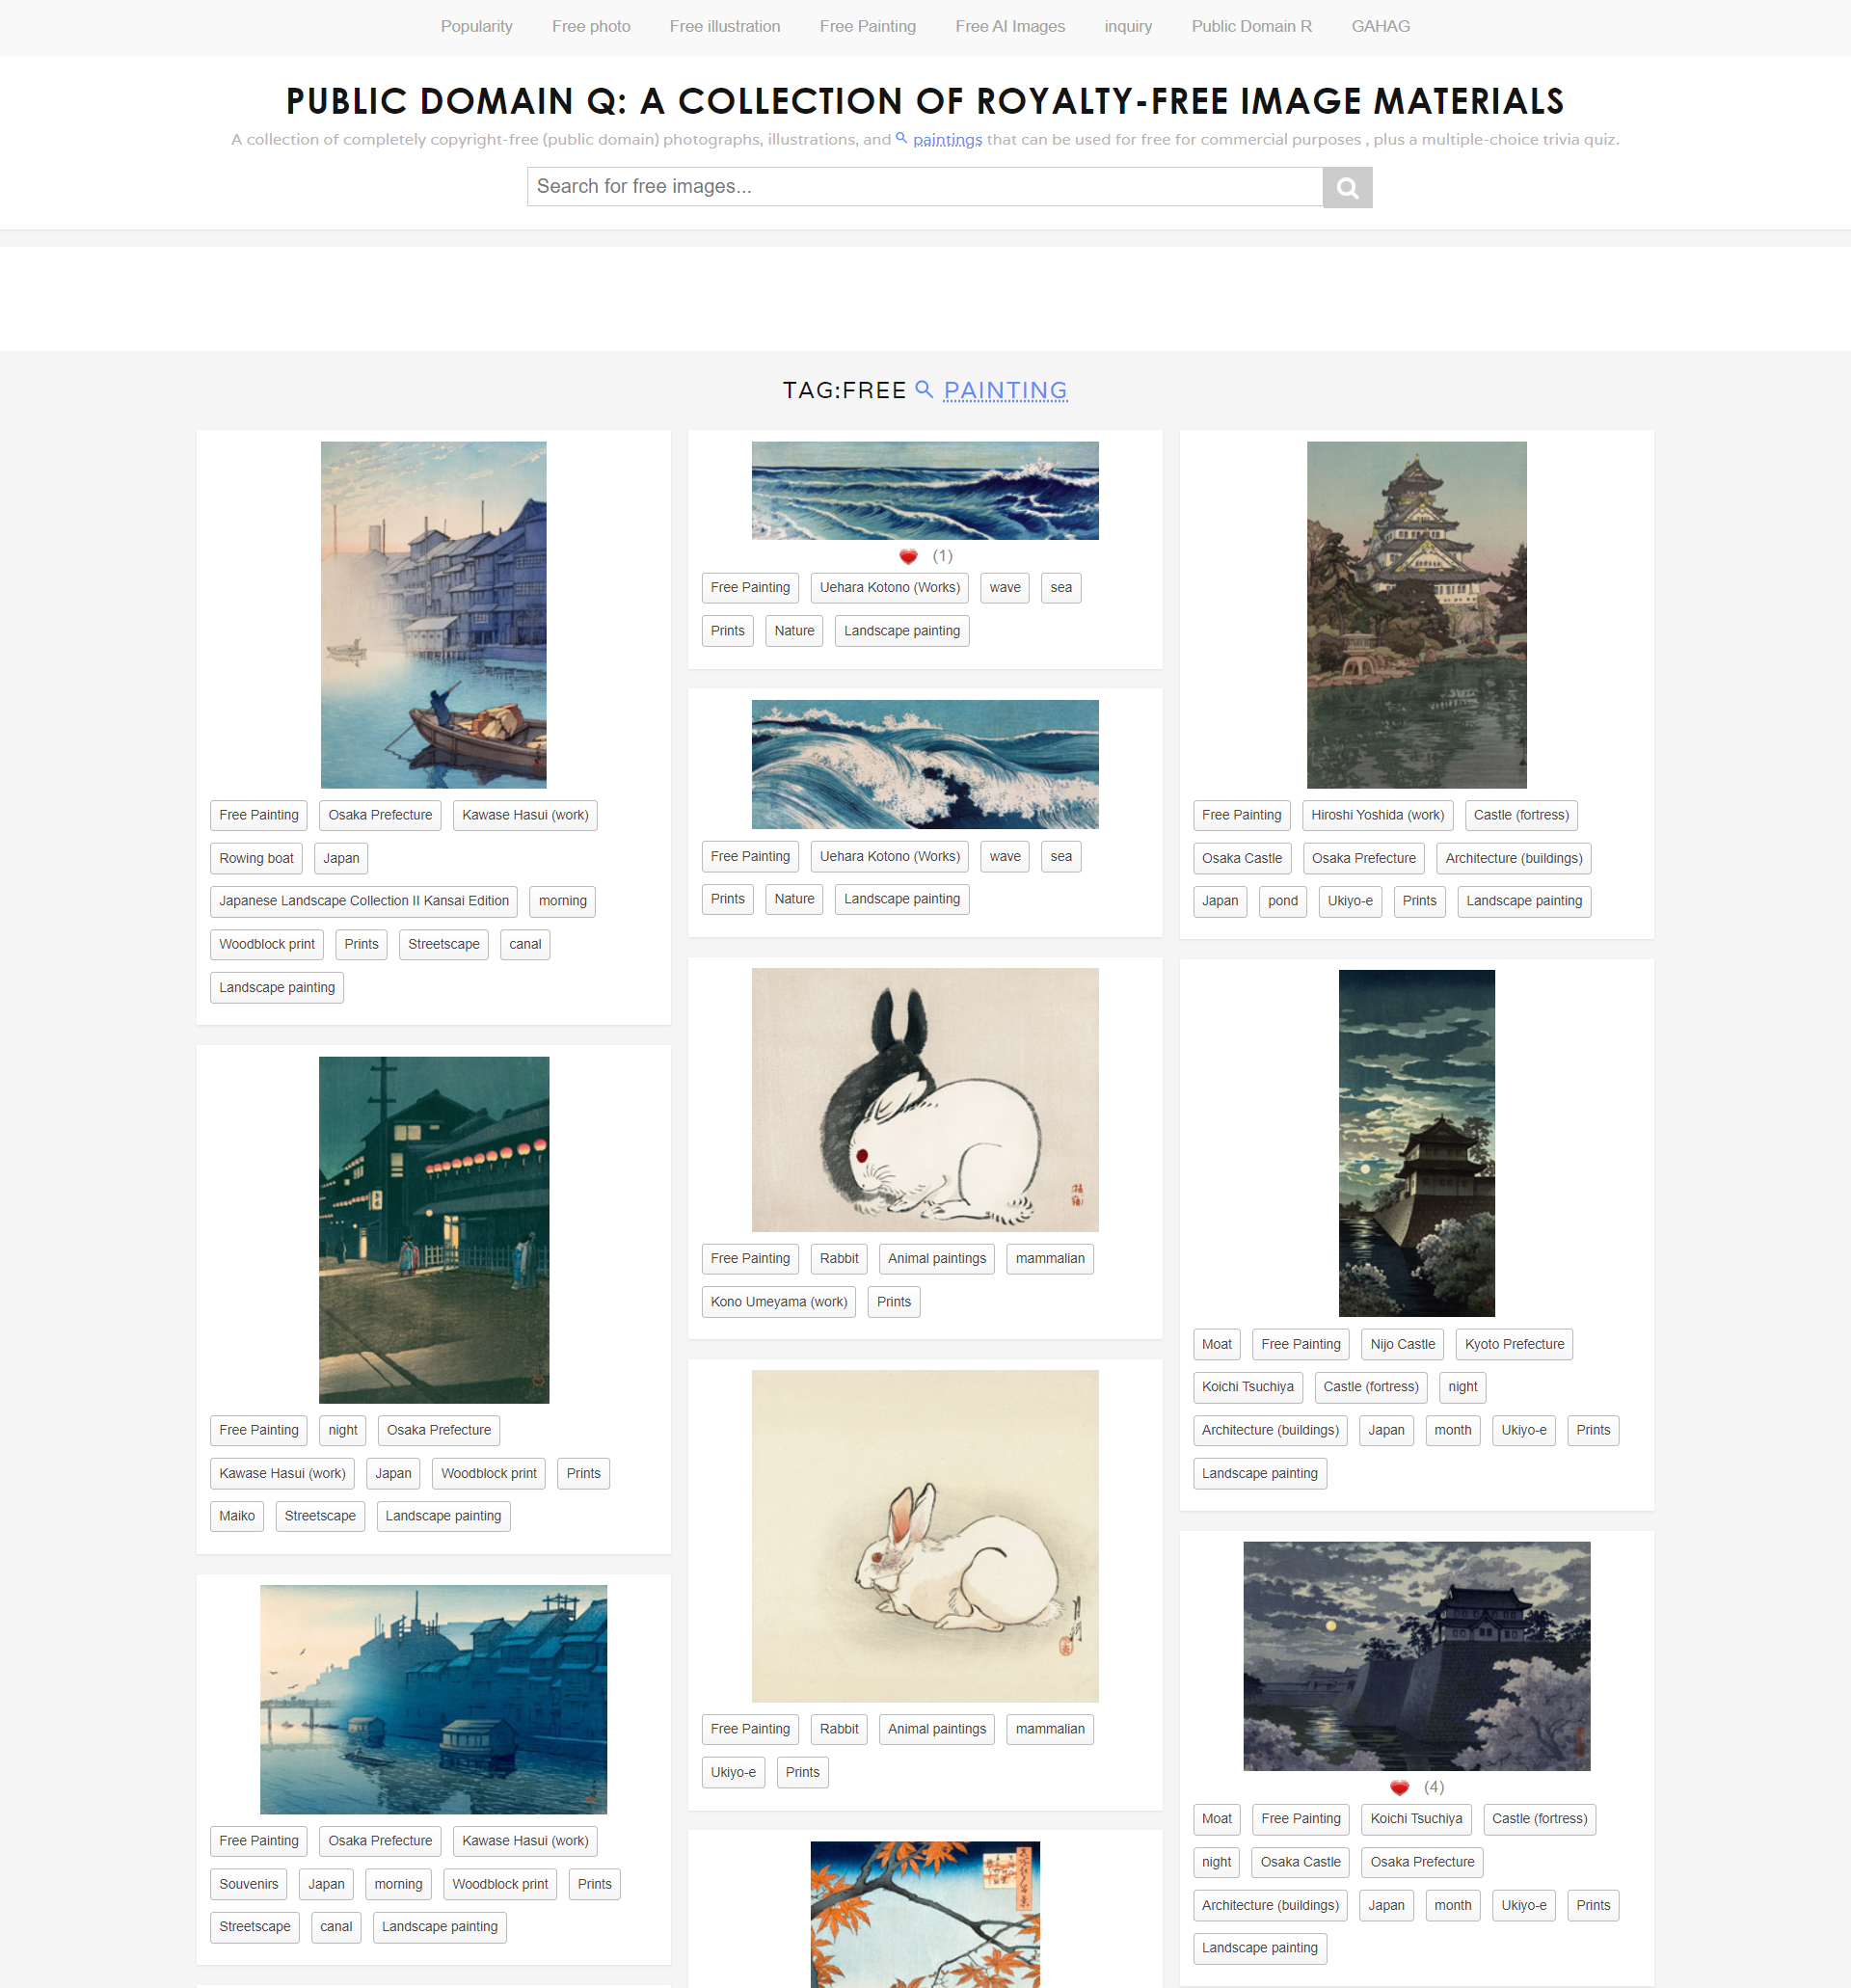 Popularity Free photo Free illustration Free Painting Free AI Images inquiry Public Domain R GAHAG
PUBLIC DOMAIN Q: A COLLECTION OF ROYALTY-FREE IMAGE MATERIALS
A collection of completely copyright-free (public domain) photographs, illustrations, and paintings that can be used for free for commercial purposes , plus a multiple-choice trivia quiz.
Search for free images...
TAG:FREE PAINTING
Free Painting Osaka Prefecture Kawase Hasui (work)
Rowing boat Japan
Japanese Landscape Collection II Kansai Edition morning
Woodblock print Prints Streetscape canal
Landscape painting
Free Painting night Osaka Prefecture
Kawase Hasui (work) Japan Woodblock print Prints
Maiko Streetscape Landscape painting
Free Painting Osaka Prefecture Kawase Hasui (work)
Souvenirs Japan morning Woodblock print Prints
Streetscape canal Landscape painting
(1)
Free Painting Uehara Kotono (Works) wave sea
Prints Nature Landscape painting
Free Painting Uehara Kotono (Works) wave sea
Prints Nature Landscape painting
Free Painting Rabbit Animal paintings mammalian
Kono Umeyama (work) Prints
Free Painting Rabbit Animal paintings mammalian
Ukiyo-e Prints
Free Painting Hiroshi Yoshida (work) Castle (fortress)
Osaka Castle Osaka Prefecture Architecture (buildings)
Japan pond Ukiyo-e Prints Landscape painting
Moat Free Painting Nijo Castle Kyoto Prefecture
Koichi Tsuchiya Castle (fortress) night
Architecture (buildings) Japan month Ukiyo-e Prints
Landscape painting
(4)
Moat Free Painting Koichi Tsuchiya Castle (fortress)
night Osaka Castle Osaka Prefecture
Architecture (buildings) Japan month Ukiyo-e Prints
Landscape painting